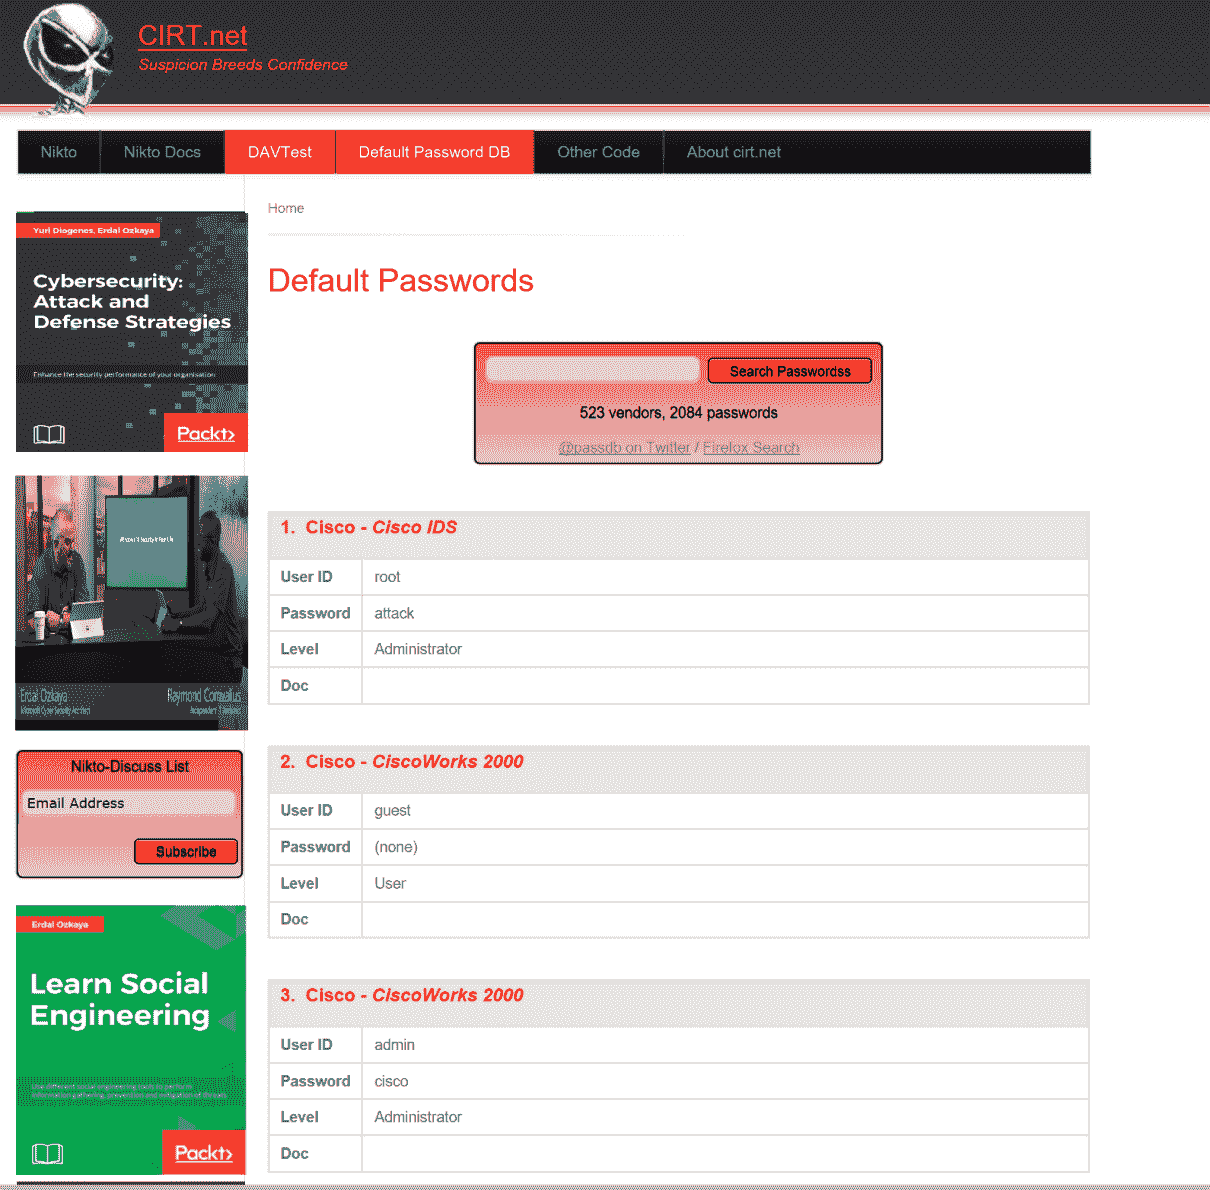 CIRT.net
Suspicion Breeds Confidence
Nikto
Nikto Docs
DAVTest
Default Password DB
Other Code
About cirt.net
Yuri Diogenes, Erdal Ozkaya
Cybersecurity:
Attack and
Defense Strategies
Enhance the security performance of your organisation
Packt>
Erdal Ozkaya
Microsoft Cyber Security Architect
Raymond Comvalius
Nikto-Discuss List
Email Address
Subscribe
Erdal Ozkaya
Learn Social
Engineering
Packt>
Home
Default Passwords
Search Passwordss
523 vendors, 2084 passwords
@passdb on Twitter / Firefox Search
1. Cisco - Cisco IDS
User ID root
Password attack
Level Administrator
Doc
2. Cisco - CiscoWorks 2000
User ID guest
Password (none)
Level User
Doc
3. Cisco - CiscoWorks 2000
User ID admin
Password cisco
Level Administrator
Doc